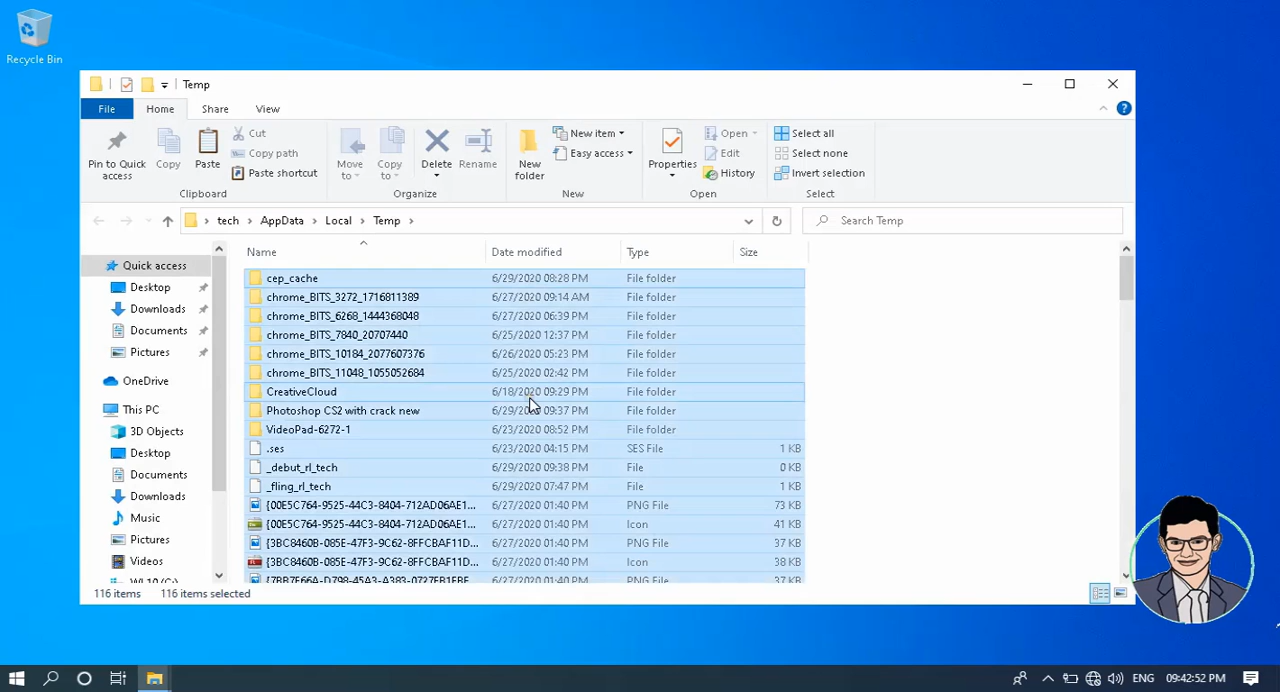 Recycle Bin
Temp
File Home Share View
Pin to Quick access
Copy
Paste
Cut
Copy path
Paste shortcut
Clipboard
Move to
Copy to
Delete
Rename
Organize
New folder
New item
Easy access
New
Properties
Open
Edit
History
Open
Select all
Select none
Invert selection
Select
tech > AppData > Local > Temp >
Search Temp
Name Date modified Type Size
Quick access
Desktop
Downloads
Documents
Pictures
OneDrive
This PC
3D Objects
Desktop
Documents
Downloads
Music
Pictures
Videos
cep_cache 6/29/2020 08:28 PM File folder
chrome_BITS_3272_1716811389 6/27/2020 09:14 AM File folder
chrome_BITS_6268_1444368048 6/27/2020 06:39 PM File folder
chrome_BITS_7840_20707440 6/25/2020 12:37 PM File folder
chrome_BITS_10184_2077607376 6/26/2020 05:23 PM File folder
chrome_BITS_11048_1055052684 6/25/2020 02:42 PM File folder
CreativeCloud 6/18/2020 09:29 PM File folder
Photoshop CS2 with crack new 6/29/2020 09:37 PM File folder
VideoPad-6272-1 6/23/2020 08:52 PM File folder
.ses 6/23/2020 04:15 PM SES File 1 KB
_debut_rl_tech 6/29/2020 09:38 PM File 0 KB
_fling_rl_tech 6/29/2020 07:47 PM File 1 KB
{00E5C764-9525-44C3-8404-712AD06AE1... 6/27/2020 01:40 PM PNG File 73 KB
{00E5C764-9525-44C3-8404-712AD06AE1... 6/27/2020 01:40 PM Icon 41 KB
{3BC8460B-085E-47F3-9C62-8FFCBAF11D... 6/27/2020 01:40 PM PNG File 37 KB
{3BC8460B-085E-47F3-9C62-8FFCBAF11D... 6/27/2020 01:40 PM Icon 38 KB
6/27/2020 01:40 PM PNG File 37 KB
116 items 116 items selected
ENG 09:42:52 PM